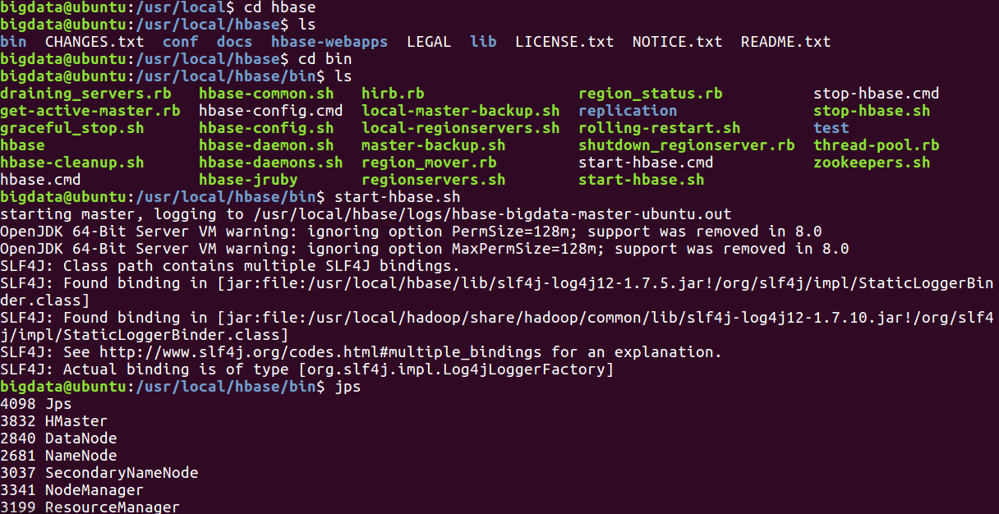 bigdata@ubuntu:/usr/local$ cd hbase
bigdata@ubuntu:/usr/local/hbase$ ls
bin  CHANGES.txt  conf  docs  hbase-webapps  LEGAL  lib  LICENSE.txt  NOTICE.txt  README.txt
bigdata@ubuntu:/usr/local/hbase$ cd bin
bigdata@ubuntu:/usr/local/hbase/bin$ ls
draining_servers.rb   hbase-common.sh   hirb.rb                 region_status.rb         stop-hbase.cmd
get-active-master.rb  hbase-config.cmd  local-master-backup.sh  replication              stop-hbase.sh
graceful_stop.sh      hbase-config.sh   local-regionservers.sh  rolling-restart.sh       test
hbase                 hbase-daemon.sh   master-backup.sh        shutdown_regionserver.rb  thread-pool.rb
hbase-cleanup.sh      hbase-daemons.sh  region_mover.rb         start-hbase.cmd          zookeepers.sh
hbase.cmd             hbase-jruby       regionservers.sh        start-hbase.sh
bigdata@ubuntu:/usr/local/hbase/bin$ start-hbase.sh
starting master, logging to /usr/local/hbase/logs/hbase-bigdata-master-ubuntu.out
OpenJDK 64-Bit Server VM warning: ignoring option PermSize=128m; support was removed in 8.0
OpenJDK 64-Bit Server VM warning: ignoring option MaxPermSize=128m; support was removed in 8.0
SLF4J: Class path contains multiple SLF4J bindings.
SLF4J: Found binding in [jar:file:/usr/local/hbase/lib/slf4j-log4j12-1.7.5.jar!/org/slf4j/impl/StaticLoggerBin
der.class]
SLF4J: Found binding in [jar:file:/usr/local/hadoop/share/hadoop/common/lib/slf4j-log4j12-1.7.10.jar!/org/slf4
j/impl/StaticLoggerBinder.class]
SLF4J: See http://www.slf4j.org/codes.html#multiple_bindings for an explanation.
SLF4J: Actual binding is of type [org.slf4j.impl.Log4jLoggerFactory]
bigdata@ubuntu:/usr/local/hbase/bin$ jps
4098 Jps
3832 HMaster
2840 DataNode
2681 NameNode
3037 SecondaryNameNode
3341 NodeManager
3199 ResourceManager